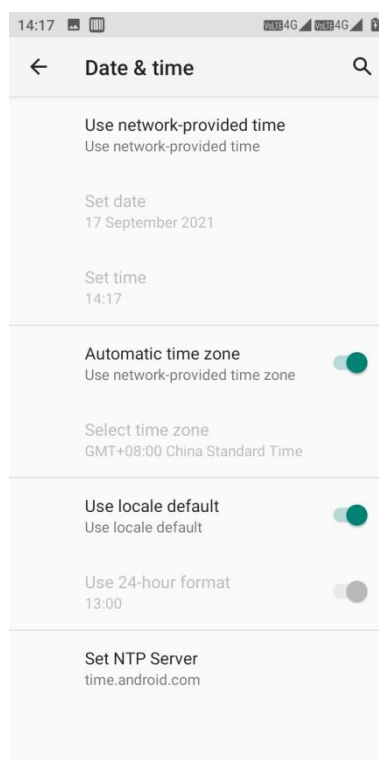 14:17 VoLTE 4G VoLTE 4G
Date & time
Use network-provided time
Use network-provided time
Set date
17 September 2021
Set time
14:17
Automatic time zone
Use network-provided time zone
Select time zone
GMT+08:00 China Standard Time
Use locale default
Use locale default
Use 24-hour format
13:00
Set NTP Server
time.android.com